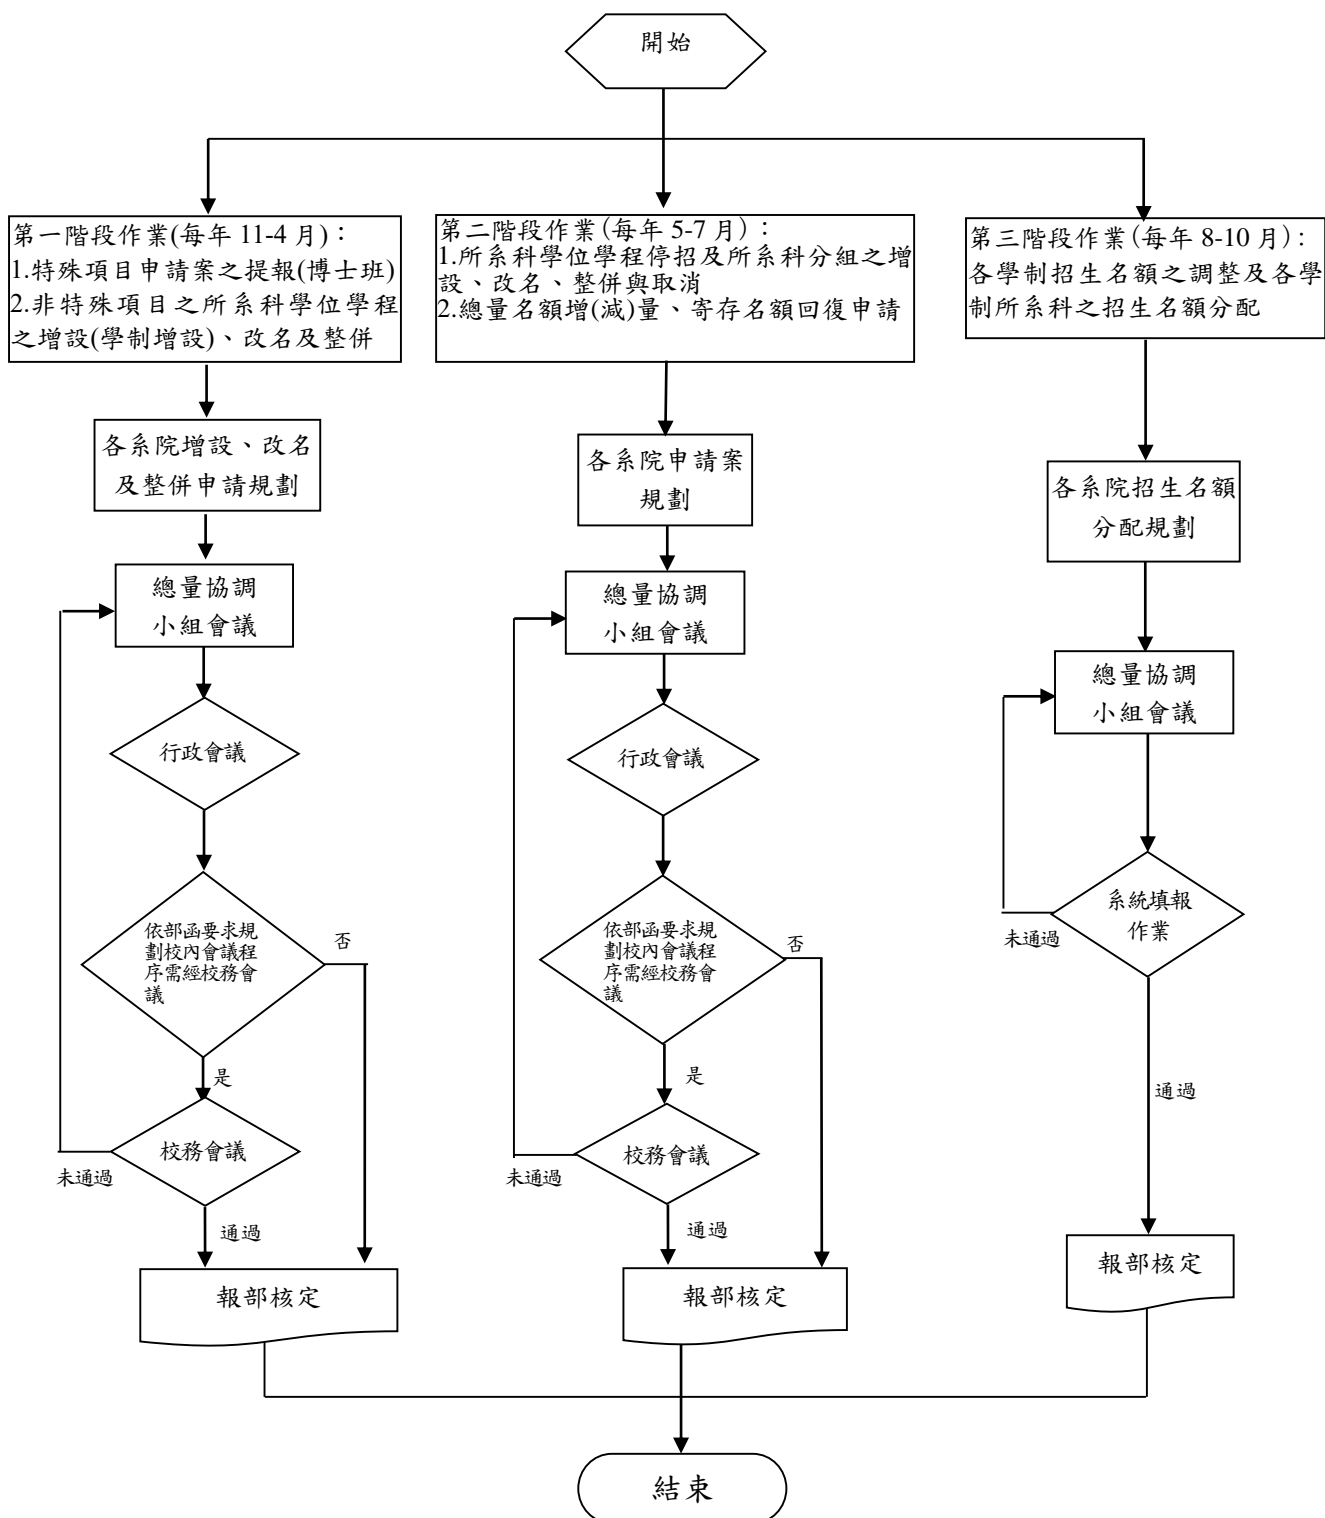 開始
第一階段作業(每年 11-4 月)：
1.特殊項目申請案之提報(博士班)
2.非特殊項目之所系科學位學程
之增設(學制增設)、改名及整併
各系院增設、改名
及整併申請規劃
總量協調
小組會議
行政會議
依部函要求規
劃校內會議程
序需經校務會
議
否
是
校務會議
未通過
通過
報部核定
第二階段作業(每年 5-7 月)：
1.所系科學位學程停招及所系科分組之增
設、改名、整併與取消
2.總量名額增(減)量、寄存名額回復申請
各系院申請案
規劃
總量協調
小組會議
行政會議
依部函要求規
劃校內會議程
序需經校務會
議
否
是
校務會議
未通過
通過
報部核定
第三階段作業(每年 8-10 月)：
各學制招生名額之調整及各學
制所系科之招生名額分配
各系院招生名額
分配規劃
總量協調
小組會議
系統填報
作業
未通過
通過
報部核定
結束